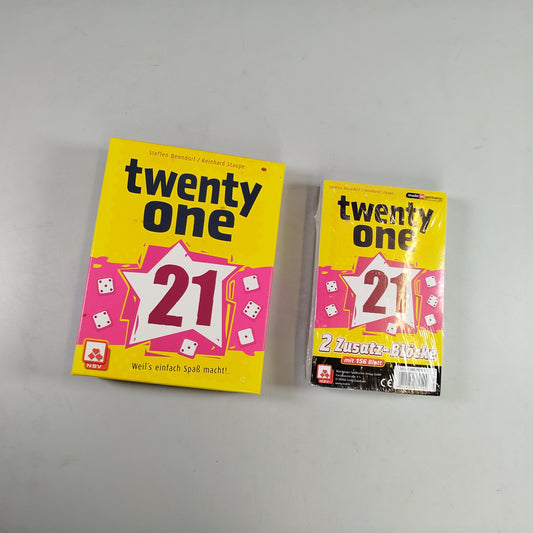 Steffen Benndorf / Reinhard Staupe
twenty
one
21
NSV
Weil's einfach Spaß macht!
Steffen Benndorf / Reinhard Staupe
twenty
one
21
2 Zusatz-Blöcke
mit 156 Blatt
NSV
CE